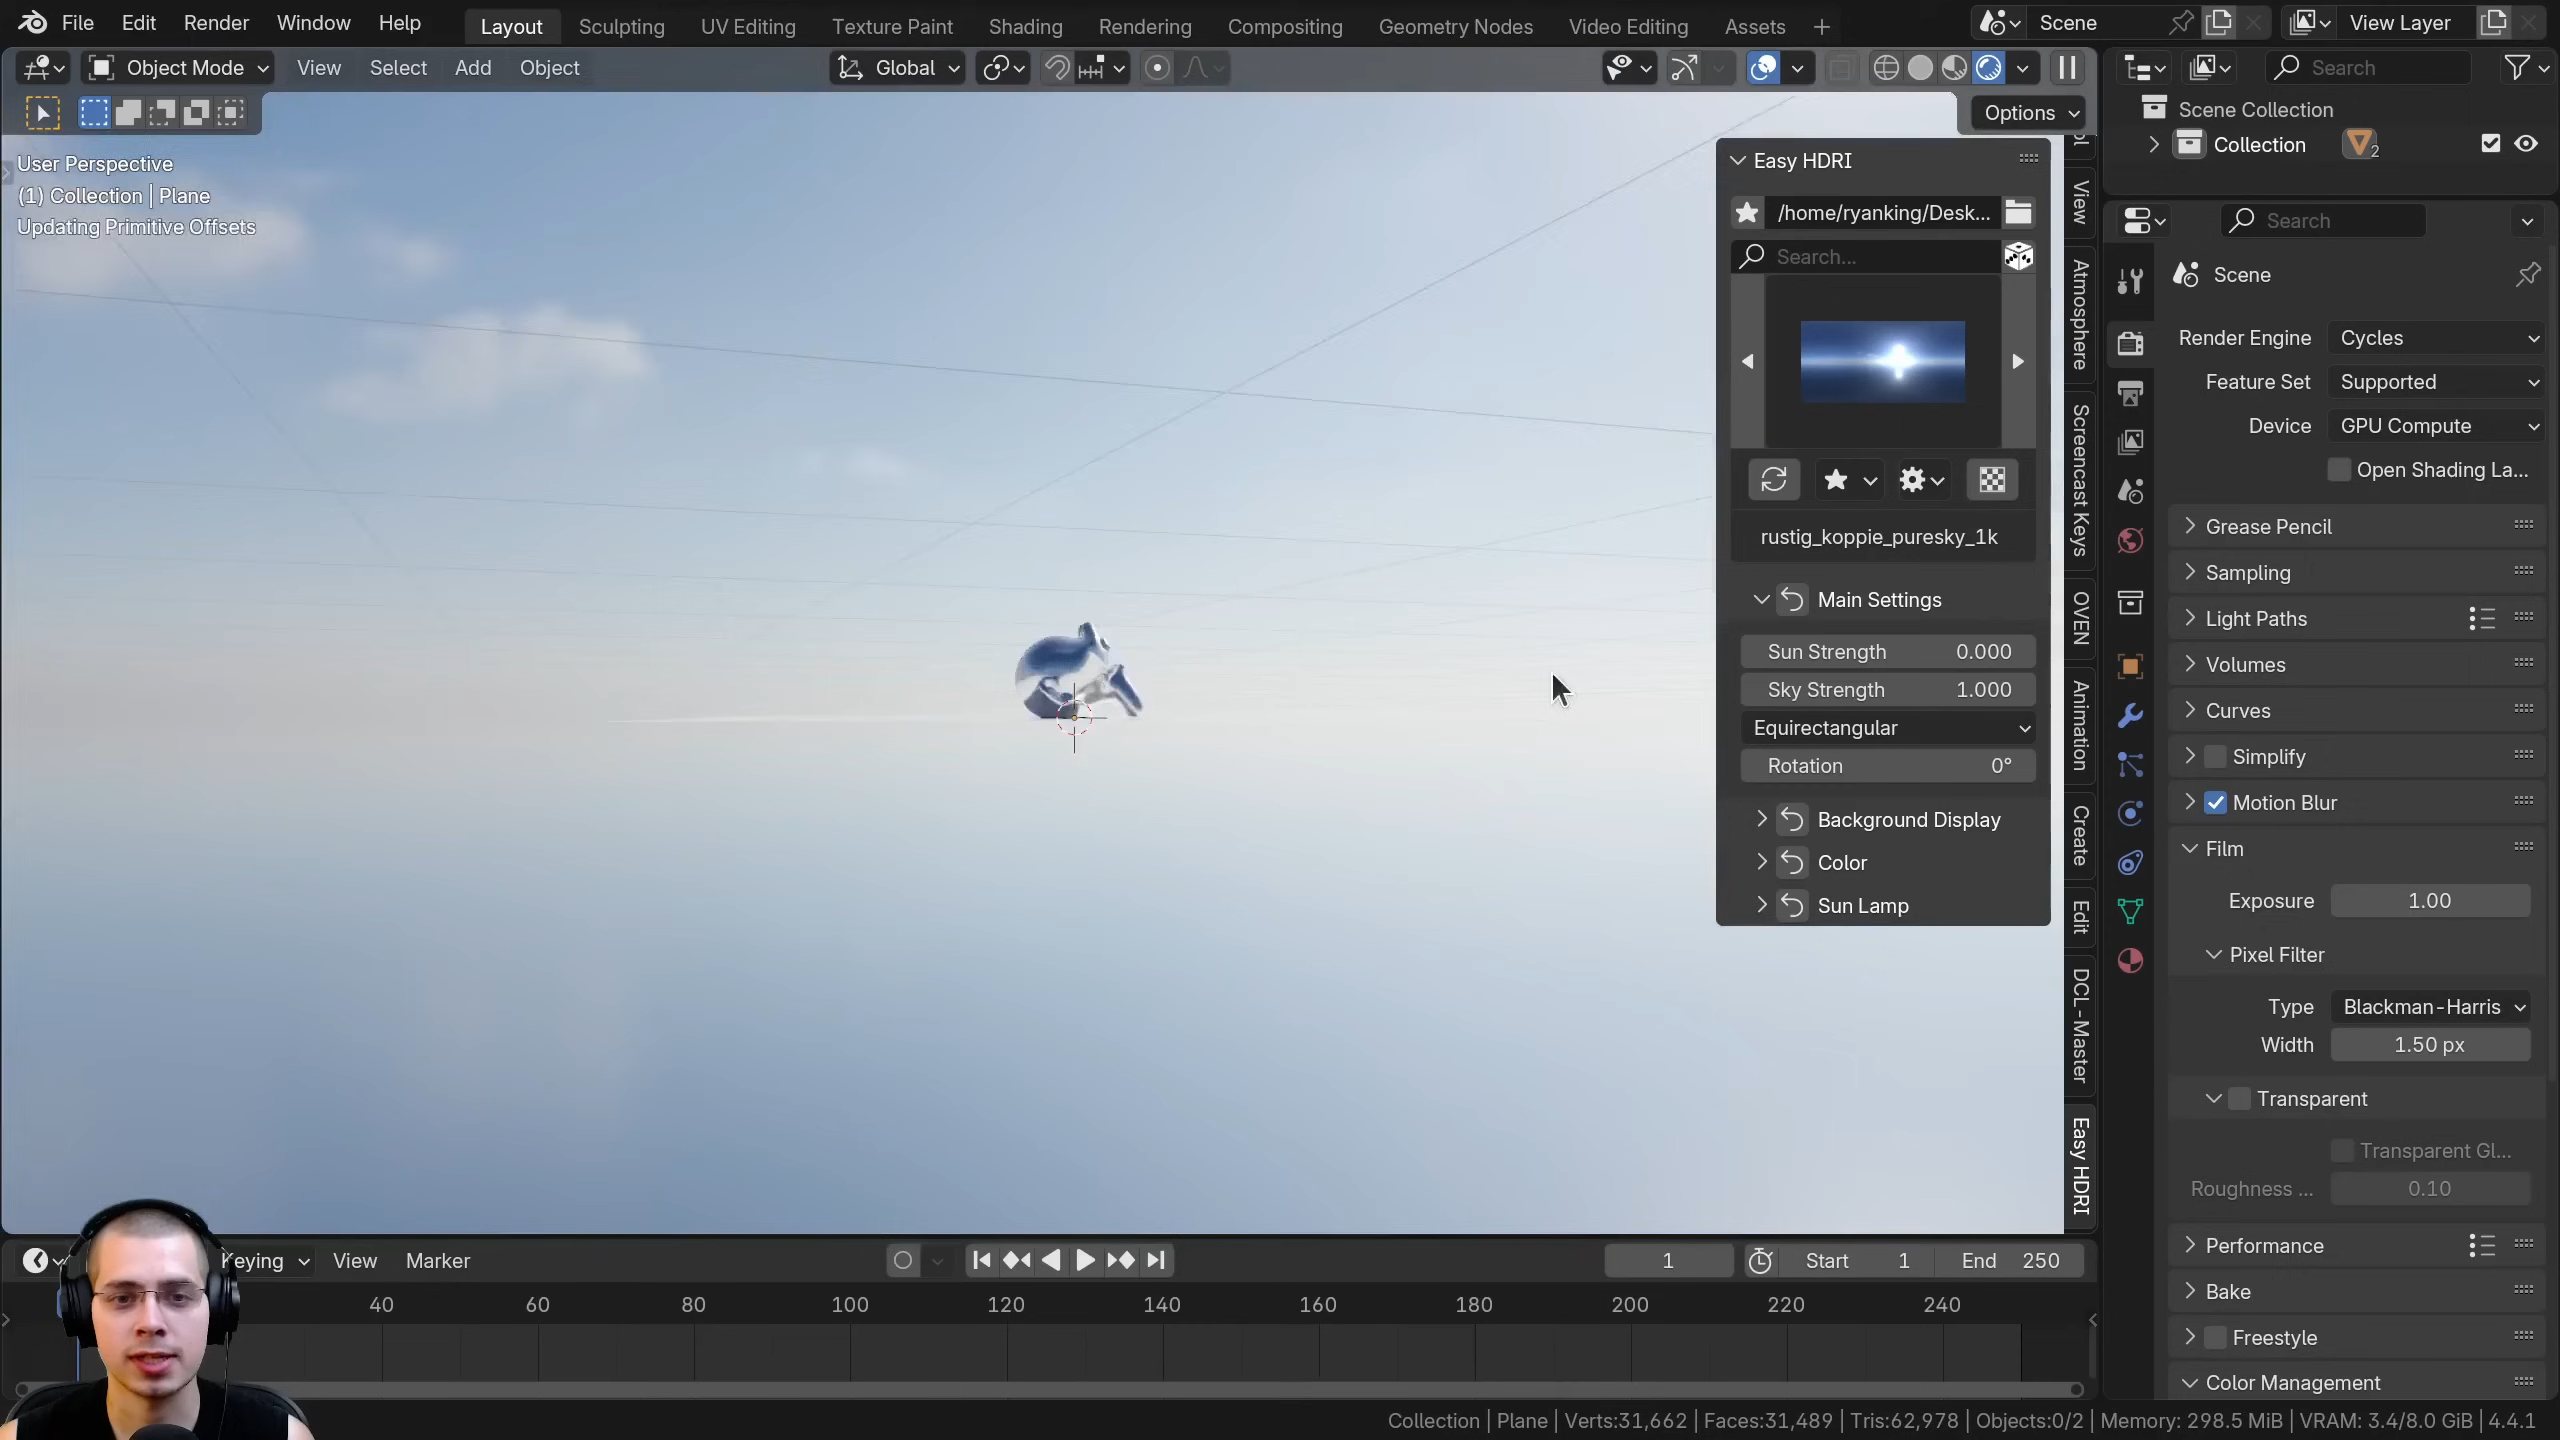 File Edit Render Window Help Layout Sculpting UV Editing Texture Paint Shading Rendering Compositing Geometry Nodes Video Editing Assets + Scene View Layer
Object Mode View Select Add Object Global Search
Options
User Perspective
(1) Collection | Plane
Updating Primitive Offsets
Easy HDRI
/home/ryanking/Desk...
Search...
rustig_koppie_puresky_1k
Main Settings
Sun Strength 0.000
Sky Strength 1.000
Equirectangular
Rotation 0°
Background Display
Color
Sun Lamp
View
Atmosphere
Screencast Keys
OVEN
Animation
Create
Edit
DCL-Master
Easy HDRI
Scene Collection
Collection 2
Search
Scene
Render Engine Cycles
Feature Set Supported
Device GPU Compute
Open Shading La...
Grease Pencil
Sampling
Light Paths
Volumes
Curves
Simplify
Motion Blur
Film
Exposure 1.00
Pixel Filter
Type Blackman-Harris
Width 1.50 px
Transparent
Transparent Gl...
Roughness ... 0.10
Performance
Bake
Freestyle
Color Management
Keying View Marker 1 Start 1 End 250
40 60 80 100 120 140 160 180 200 220 240
Collection | Plane | Verts:31,662 | Faces:31,489 | Tris:62,978 | Objects:0/2 | Memory: 298.5 MiB | VRAM: 3.4/8.0 GiB | 4.4.1